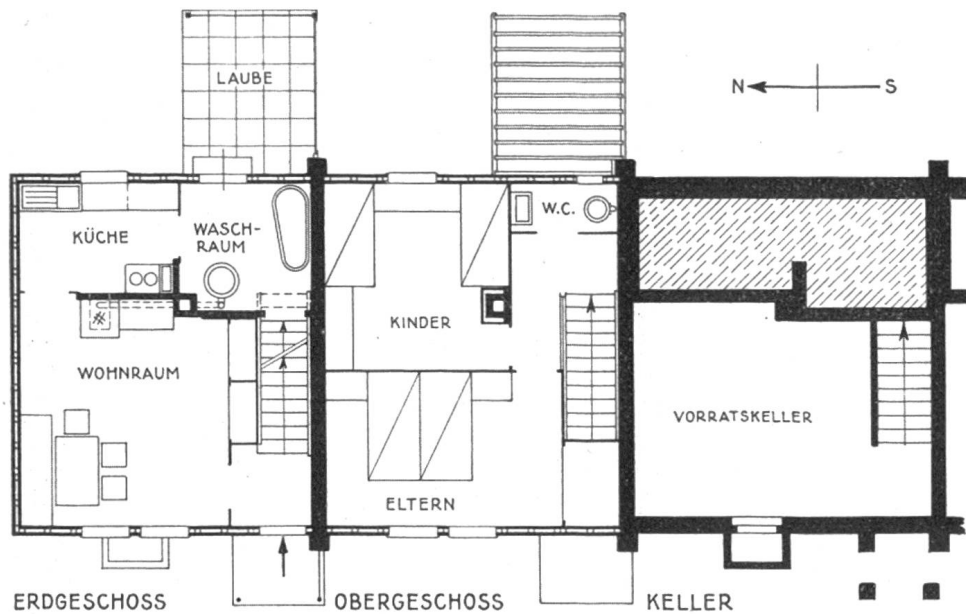 LAUBE
N S
KÜCHE
WASCH-
RAUM
WOHNRAUM
W.C.
KINDER
ELTERN
VORRATSKELLER
ERDGESCHOSS OBERGESCHOSS KELLER